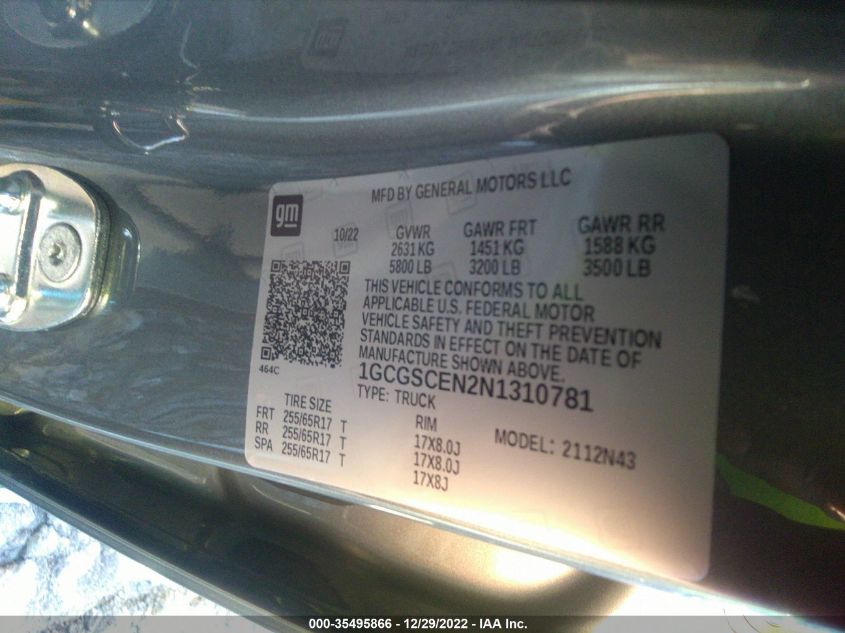 MFD BY GENERAL MOTORS LLC
gm
10/22 GVWR GAWR FRT GAWR RR
2631 KG 1451 KG 1588 KG
5800 LB 3200 LB 3500 LB
THIS VEHICLE CONFORMS TO ALL
APPLICABLE U.S. FEDERAL MOTOR
VEHICLE SAFETY AND THEFT PREVENTION
STANDARDS IN EFFECT ON THE DATE OF
MANUFACTURE SHOWN ABOVE.
464C
1GCGSCEN2N1310781
TYPE: TRUCK
TIRE SIZE RIM MODEL: 2112N43
FRT 255/65R17 T 17X8.0J
RR 255/65R17 T 17X8.0J
SPA 255/65R17 T 17X8J
000-35495866 - 12/29/2022 - IAA Inc.